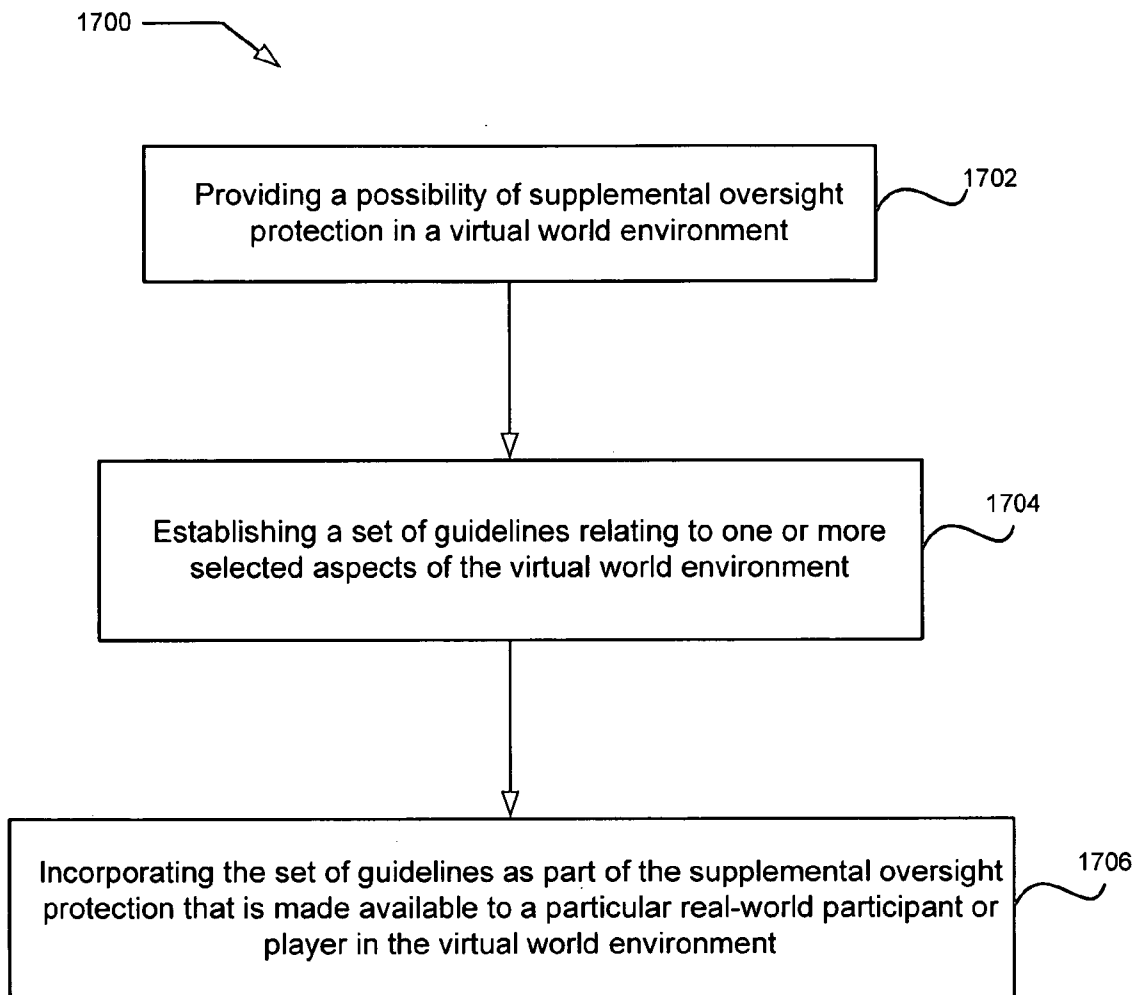 1700
Providing a possibility of supplemental oversight
protection in a virtual world environment
1702
Establishing a set of guidelines relating to one or more
selected aspects of the virtual world environment
1704
Incorporating the set of guidelines as part of the supplemental oversight
protection that is made available to a particular real-world participant or
player in the virtual world environment
1706